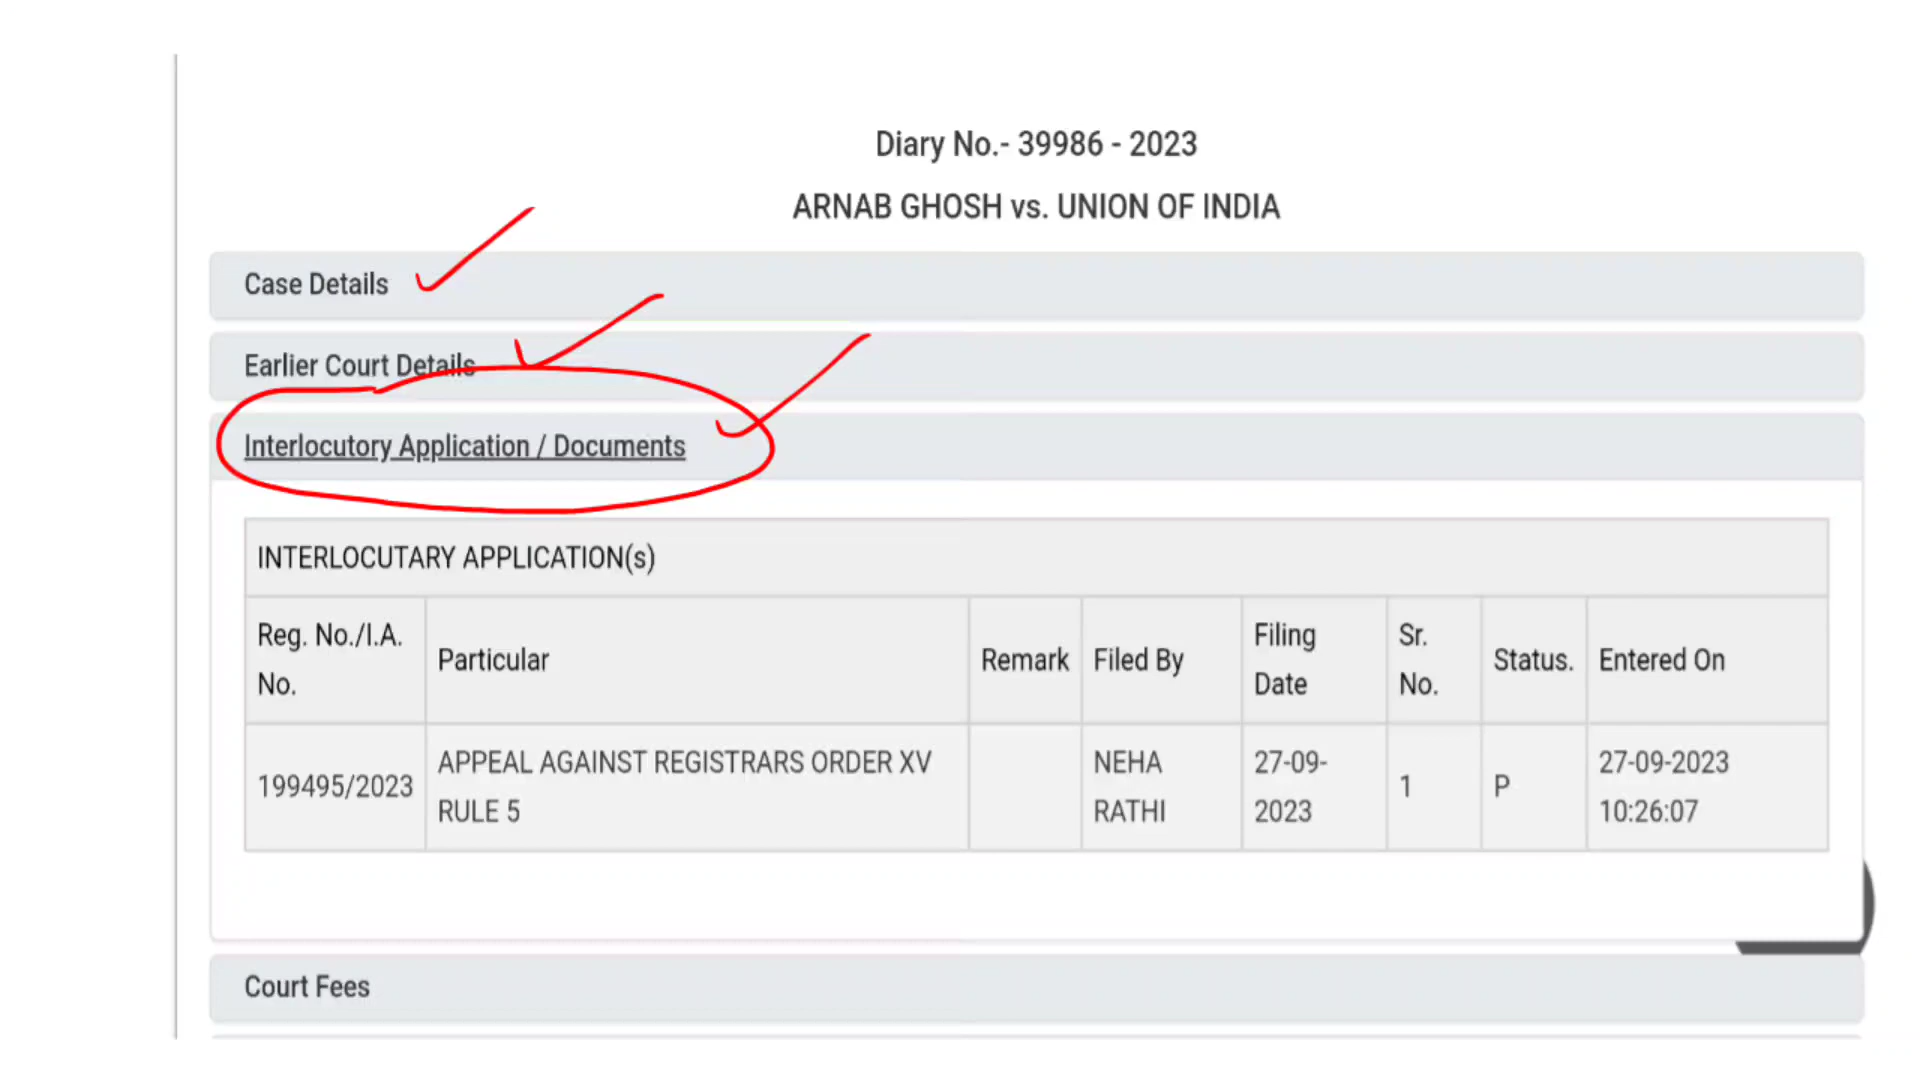 Diary No.- 39986 - 2023
ARNAB GHOSH vs. UNION OF INDIA
Case Details
Earlier Court Details
Interlocutory Application / Documents
INTERLOCUTARY APPLICATION(s)
Reg. No./I.A. No. Particular Remark Filed By Filing Date Sr. No. Status. Entered On
199495/2023 APPEAL AGAINST REGISTRARS ORDER XV RULE 5 NEHA RATHI 27-09-2023 1 P 27-09-2023 10:26:07
Court Fees